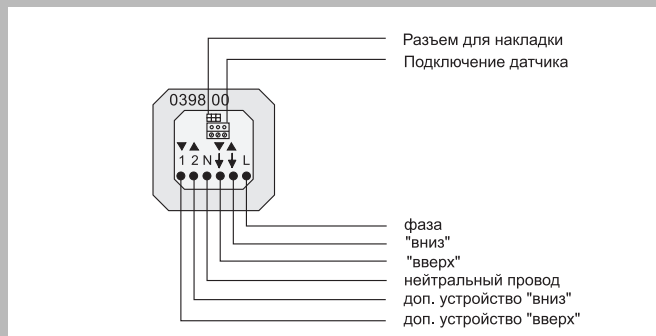 Разъем для накладки
Подключение датчика
0398 00
1 2 N L
фаза
"вниз"
"вверх"
нейтральный провод
доп. устройство "вниз"
доп. устройство "вверх"